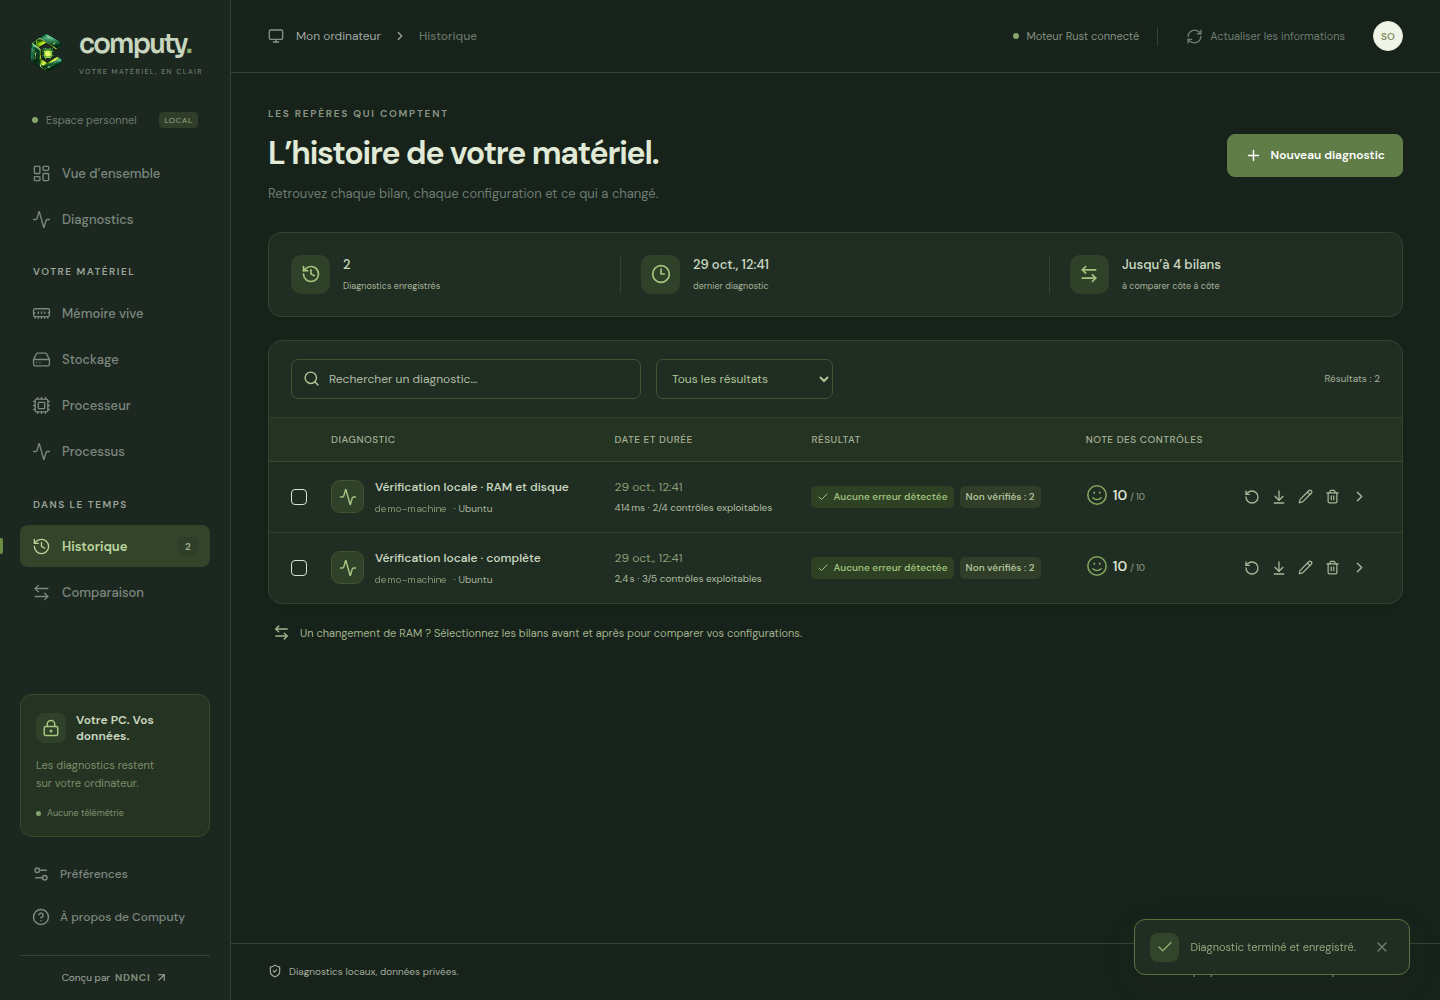 computy.
VOTRE MATÉRIEL, EN CLAIR
Espace personnel LOCAL
Vue d’ensemble
Diagnostics
VOTRE MATÉRIEL
Mémoire vive
Stockage
Processeur
Processus
DANS LE TEMPS
Historique 2
Comparaison
Votre PC. Vos
données.
Les diagnostics restent
sur votre ordinateur.
Aucune télémétrie
Préférences
À propos de Computy
Conçu par NDNCI
Mon ordinateur Historique
Moteur Rust connecté
Actualiser les informations
SO
LES REPÈRES QUI COMPTENT
L’histoire de votre matériel.
Retrouvez chaque bilan, chaque configuration et ce qui a changé.
Nouveau diagnostic
2
Diagnostics enregistrés
29 oct., 12:41
dernier diagnostic
Jusqu’à 4 bilans
à comparer côte à côte
Rechercher un diagnostic…
Tous les résultats
Résultats : 2
DIAGNOSTIC DATE ET DURÉE RÉSULTAT NOTE DES CONTRÔLES
Vérification locale · RAM et disque
demo-machine · Ubuntu
29 oct., 12:41
414 ms · 2/4 contrôles exploitables
Aucune erreur détectée Non vérifiés : 2
10 / 10
Vérification locale · complète
demo-machine · Ubuntu
29 oct., 12:41
2,4 s · 3/5 contrôles exploitables
Aucune erreur détectée Non vérifiés : 2
10 / 10
Un changement de RAM ? Sélectionnez les bilans avant et après pour comparer vos configurations.
Diagnostics locaux, données privées.
Diagnostic terminé et enregistré.